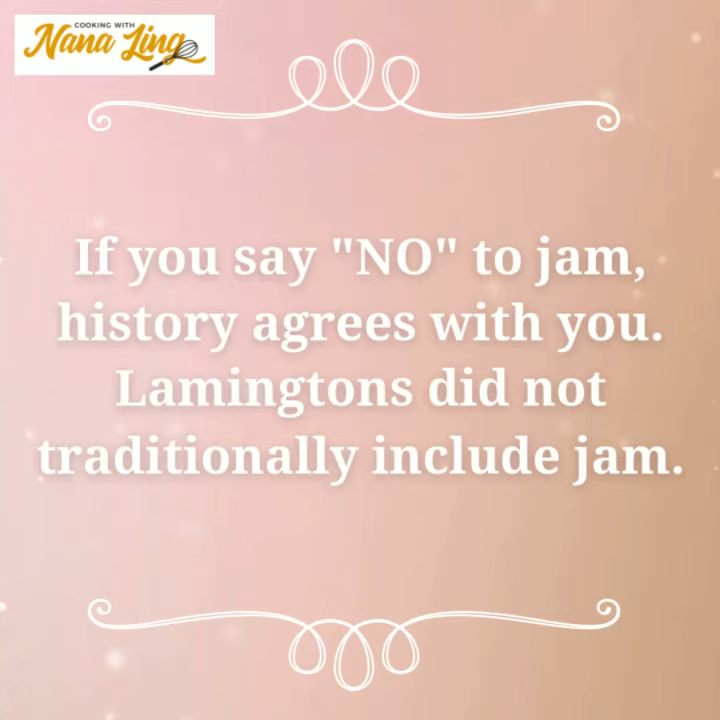 COOKING WITH
Nana Ling
If you say "NO" to jam,
history agrees with you.
Lamingtons did not
traditionally include jam.